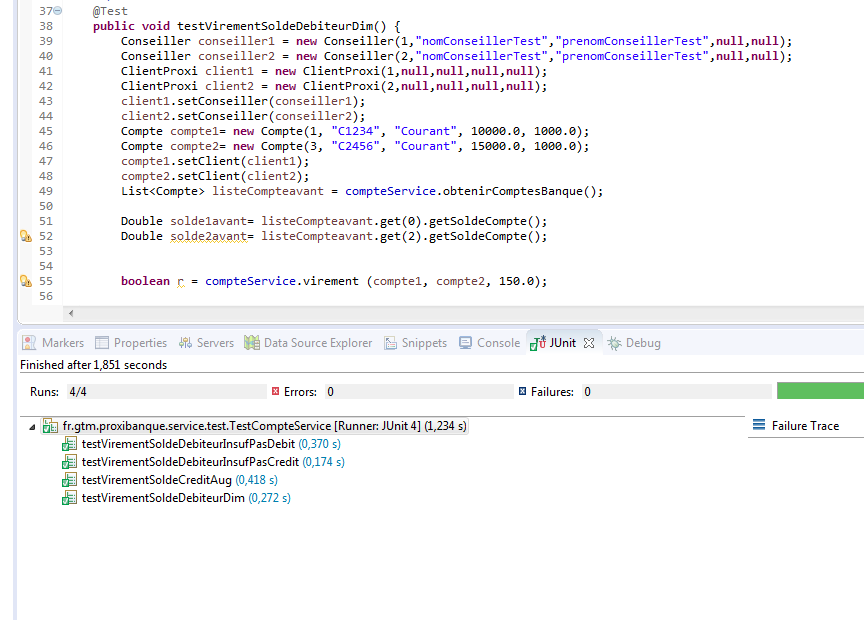 37 @Test
38 public void testVirementSoldeDebiteurDim() {
39 Conseiller conseiller1 = new Conseiller(1,"nomConseillerTest","prenomConseillerTest",null,null);
40 Conseiller conseiller2 = new Conseiller(2,"nomConseillerTest","prenomConseillerTest",null,null);
41 ClientProxi client1 = new ClientProxi(1,null,null,null,null);
42 ClientProxi client2 = new ClientProxi(2,null,null,null,null);
43 client1.setConseiller(conseiller1);
44 client2.setConseiller(conseiller2);
45 Compte compte1= new Compte(1, "C1234", "Courant", 10000.0, 1000.0);
46 Compte compte2= new Compte(3, "C2456", "Courant", 15000.0, 1000.0);
47 compte1.setClient(client1);
48 compte2.setClient(client2);
49 List<Compte> listeCompteavant = compteService.obtenirComptesBanque();
50
51 Double solde1avant= listeCompteavant.get(0).getSoldeCompte();
52 Double solde2avant= listeCompteavant.get(2).getSoldeCompte();
53
54
55 boolean r = compteService.virement (compte1, compte2, 150.0);
56
Markers Properties Servers Data Source Explorer Snippets Console JUnit Debug
Finished after 1,851 seconds
Runs: 4/4 Errors: 0 Failures: 0
fr.gtm.proxibanque.service.test.TestCompteService [Runner: JUnit 4] (1,234 s) Failure Trace
testVirementSoldeDebiteurInsufPasDebit (0,370 s)
testVirementSoldeDebiteurInsufPasCredit (0,174 s)
testVirementSoldeCreditAug (0,418 s)
testVirementSoldeDebiteurDim (0,272 s)